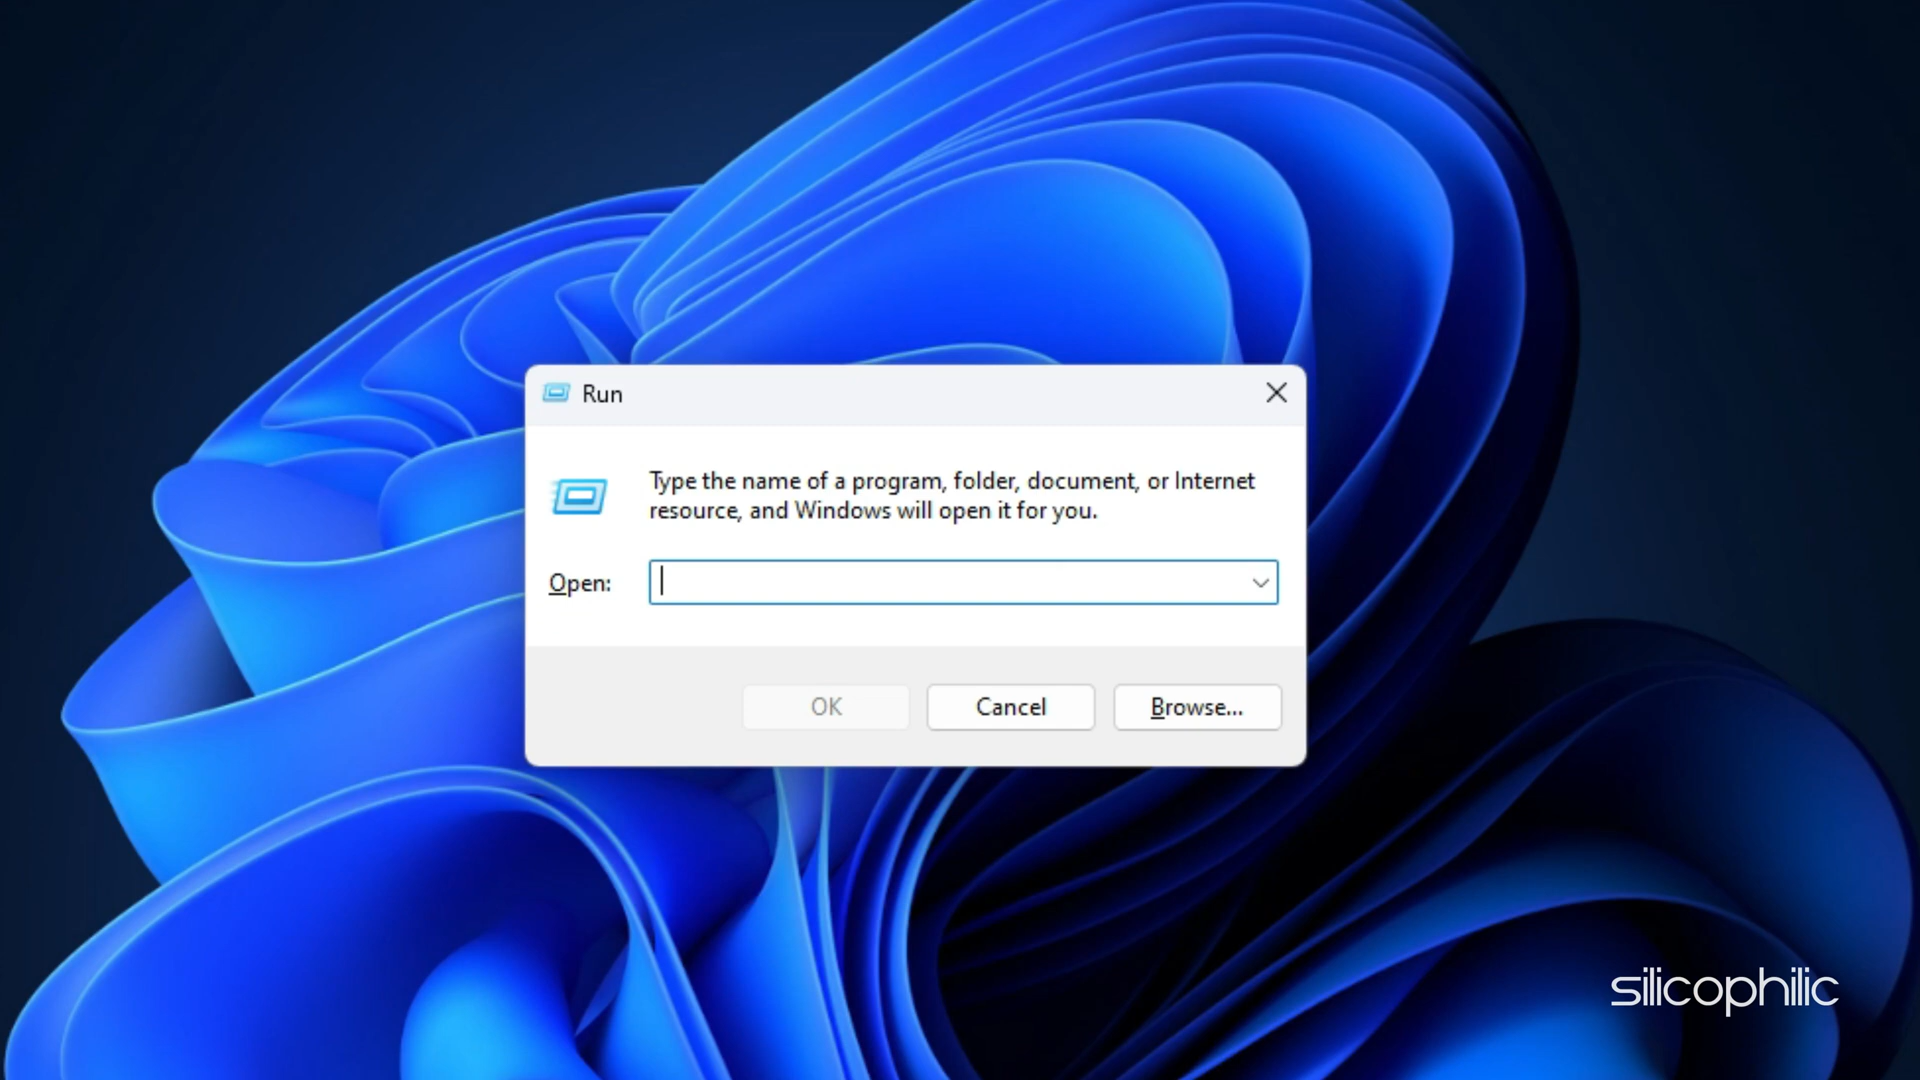 Run
Type the name of a program, folder, document, or Internet
resource, and Windows will open it for you.
Open:
OK Cancel Browse...
silicophilic